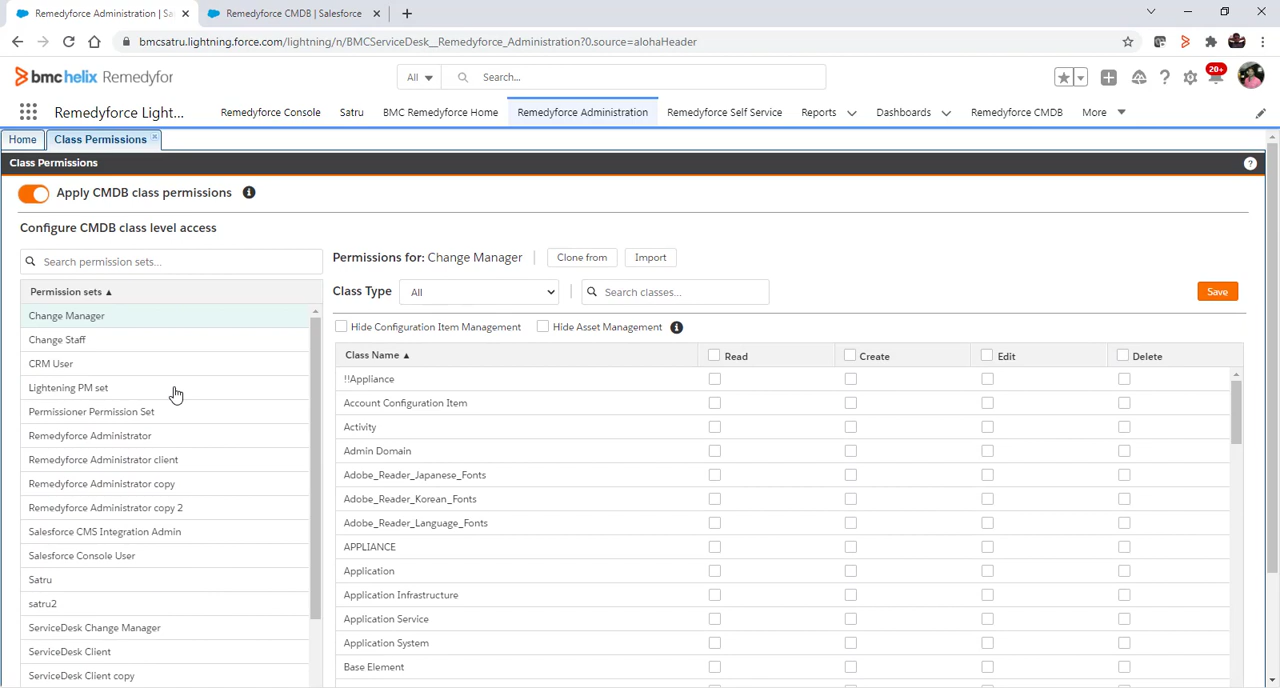 Remedyforce Administration | Sa
Remedyforce CMDB | Salesforce
bmcsatru.lightning.force.com/lightning/n/BMCServiceDesk__Remedyforce_Administration?0.source=alohaHeader
bmchelix Remedyfor
All
Search...
20+
Remedyforce Light...
Remedyforce Console
Satru
BMC Remedyforce Home
Remedyforce Administration
Remedyforce Self Service
Reports
Dashboards
Remedyforce CMDB
More
Home
Class Permissions
Class Permissions
Apply CMDB class permissions
Configure CMDB class level access
Search permission sets...
Permission sets ▲
Change Manager
Change Staff
CRM User
Lightening PM set
Permissioner Permission Set
Remedyforce Administrator
Remedyforce Administrator client
Remedyforce Administrator copy
Remedyforce Administrator copy 2
Salesforce CMS Integration Admin
Salesforce Console User
Satru
satru2
ServiceDesk Change Manager
ServiceDesk Client
ServiceDesk Client copy
Permissions for: Change Manager
Clone from
Import
Class Type
All
Search classes...
Save
Hide Configuration Item Management
Hide Asset Management
Class Name ▲
Read
Create
Edit
Delete
!!Appliance
Account Configuration Item
Activity
Admin Domain
Adobe_Reader_Japanese_Fonts
Adobe_Reader_Korean_Fonts
Adobe_Reader_Language_Fonts
APPLIANCE
Application
Application Infrastructure
Application Service
Application System
Base Element